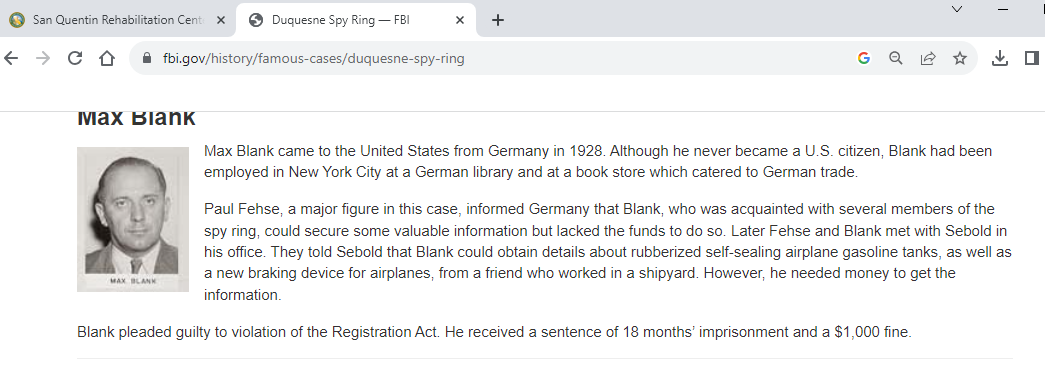 San Quentin Rehabilitation Cent
Duquesne Spy Ring — FBI
fbi.gov/history/famous-cases/duquesne-spy-ring
Max Blank
Max Blank came to the United States from Germany in 1928. Although he never became a U.S. citizen, Blank had been
employed in New York City at a German library and at a book store which catered to German trade.
Paul Fehse, a major figure in this case, informed Germany that Blank, who was acquainted with several members of the
spy ring, could secure some valuable information but lacked the funds to do so. Later Fehse and Blank met with Sebold in
his office. They told Sebold that Blank could obtain details about rubberized self-sealing airplane gasoline tanks, as well as
a new braking device for airplanes, from a friend who worked in a shipyard. However, he needed money to get the
information.
MAX BLANK
Blank pleaded guilty to violation of the Registration Act. He received a sentence of 18 months’ imprisonment and a $1,000 fine.